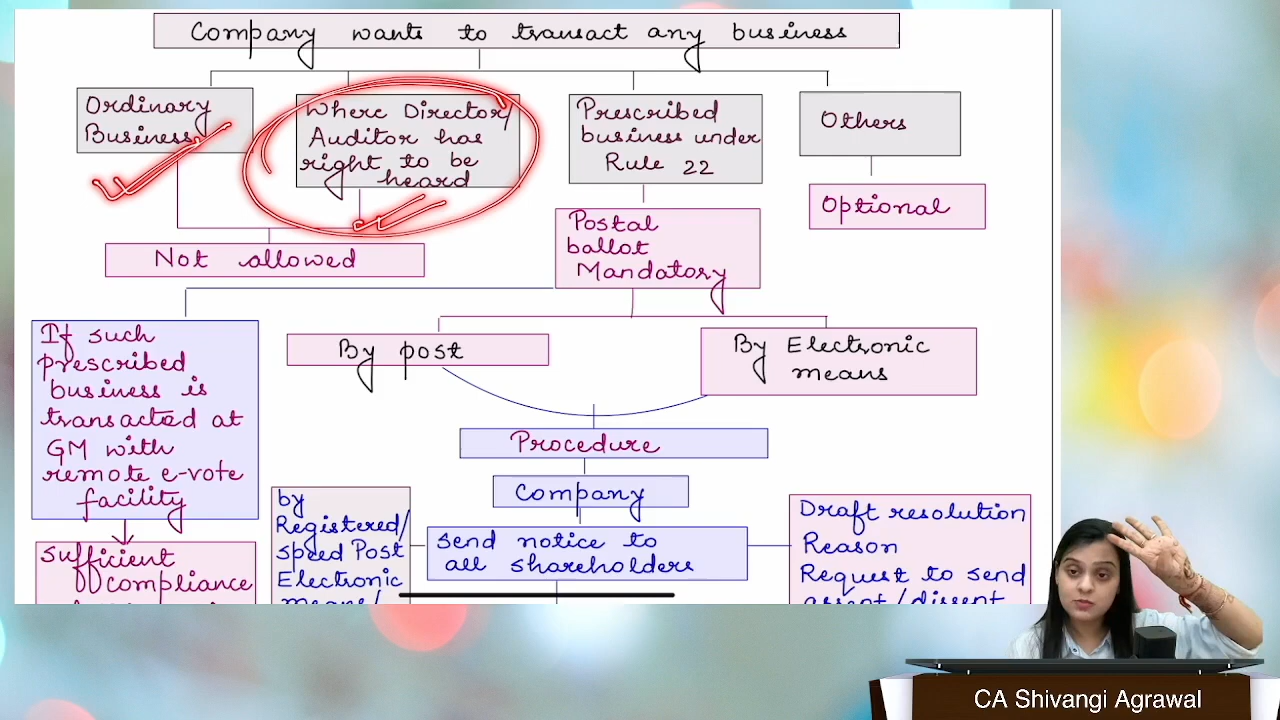 Company wants to transact any business
Ordinary
Business
Where Director/
Auditor has
right to be
heard
Prescribed
business under
Rule 22
Others
Not allowed
Postal
ballot
Mandatory
Optional
If such
prescribed
business is
transacted at
GM with
remote e-vote
facility
By post
By Electronic
means
Procedure
Company
sufficient
compliance
by
Registered/
speed Post
Electronic
means/
send notice to
all shareholders
Draft resolution
Reason
Request to send
assent/dissent
CA Shivangi Agrawal